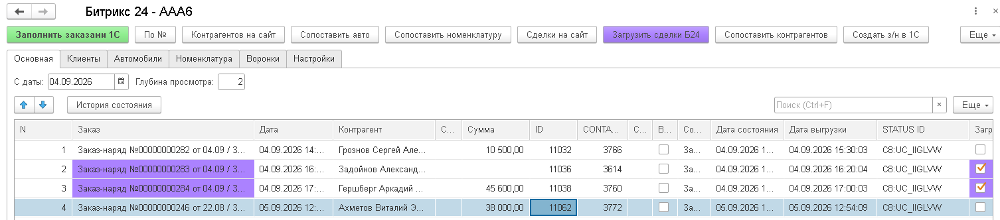 Битрикс 24 - ААА6
Заполнить заказами 1С По № Контрагентов на сайт Сопоставить авто Сопоставить номенклатуру Сделки на сайт Загрузить сделки Б24 Сопоставить контрагентов Создать з/н в 1С Еще
Основная Клиенты Автомобили Номенклатура Воронки Настройки
С даты: 04.09.2026 Глубина просмотра: 2
История состояния Поиск (Ctrl+F) × Еще
N Заказ Дата Контрагент С... Сумма ID CONTA... С... В... Со... Дата состояния Дата выгрузки STATUS ID Загр
1 Заказ-наряд №00000000282 от 04.09 / З... 04.09.2026 14:... Грознов Сергей Але... 10 500,00 11032 3766 За... 04.09.2026 1... 04.09.2026 15:30:03 C8:UC_IIGLVW
2 Заказ-наряд №00000000283 от 04.09 / З... 04.09.2026 16:... Задойнов Александ... 11036 3614 За... 04.09.2026 1... 04.09.2026 16:20:04 C8:UC_IIGLVW
3 Заказ-наряд №00000000284 от 04.09 / З... 04.09.2026 17:... Гершберг Аркадий ... 45 600,00 11038 3760 За... 04.09.2026 1... 04.09.2026 17:00:03 C8:UC_IIGLVW
4 Заказ-наряд №00000000246 от 22.08 / З... 05.09.2026 12:... Ахметов Виталий Э... 38 000,00 11062 3772 За... 05.09.2026 1... 05.09.2026 12:54:09 C8:UC_IIGLVW